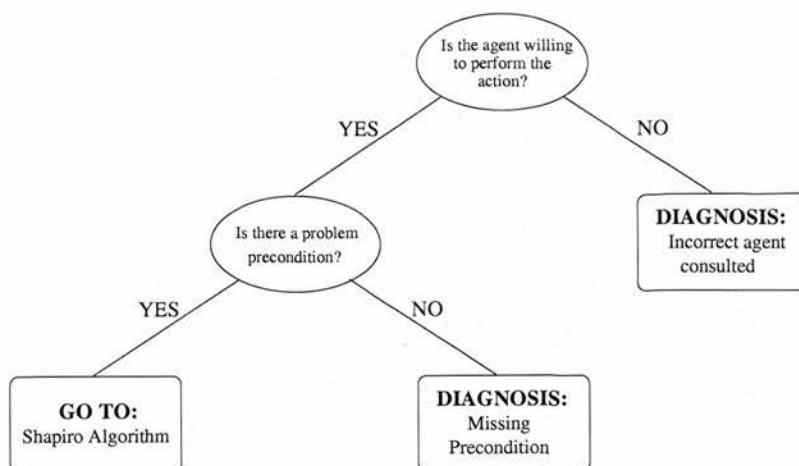 Is the agent willing
to perform the
action?
YES
NO
DIAGNOSIS:
Incorrect agent
consulted
Is there a problem
precondition?
YES
NO
GO TO:
Shapiro Algorithm
DIAGNOSIS:
Missing
Precondition